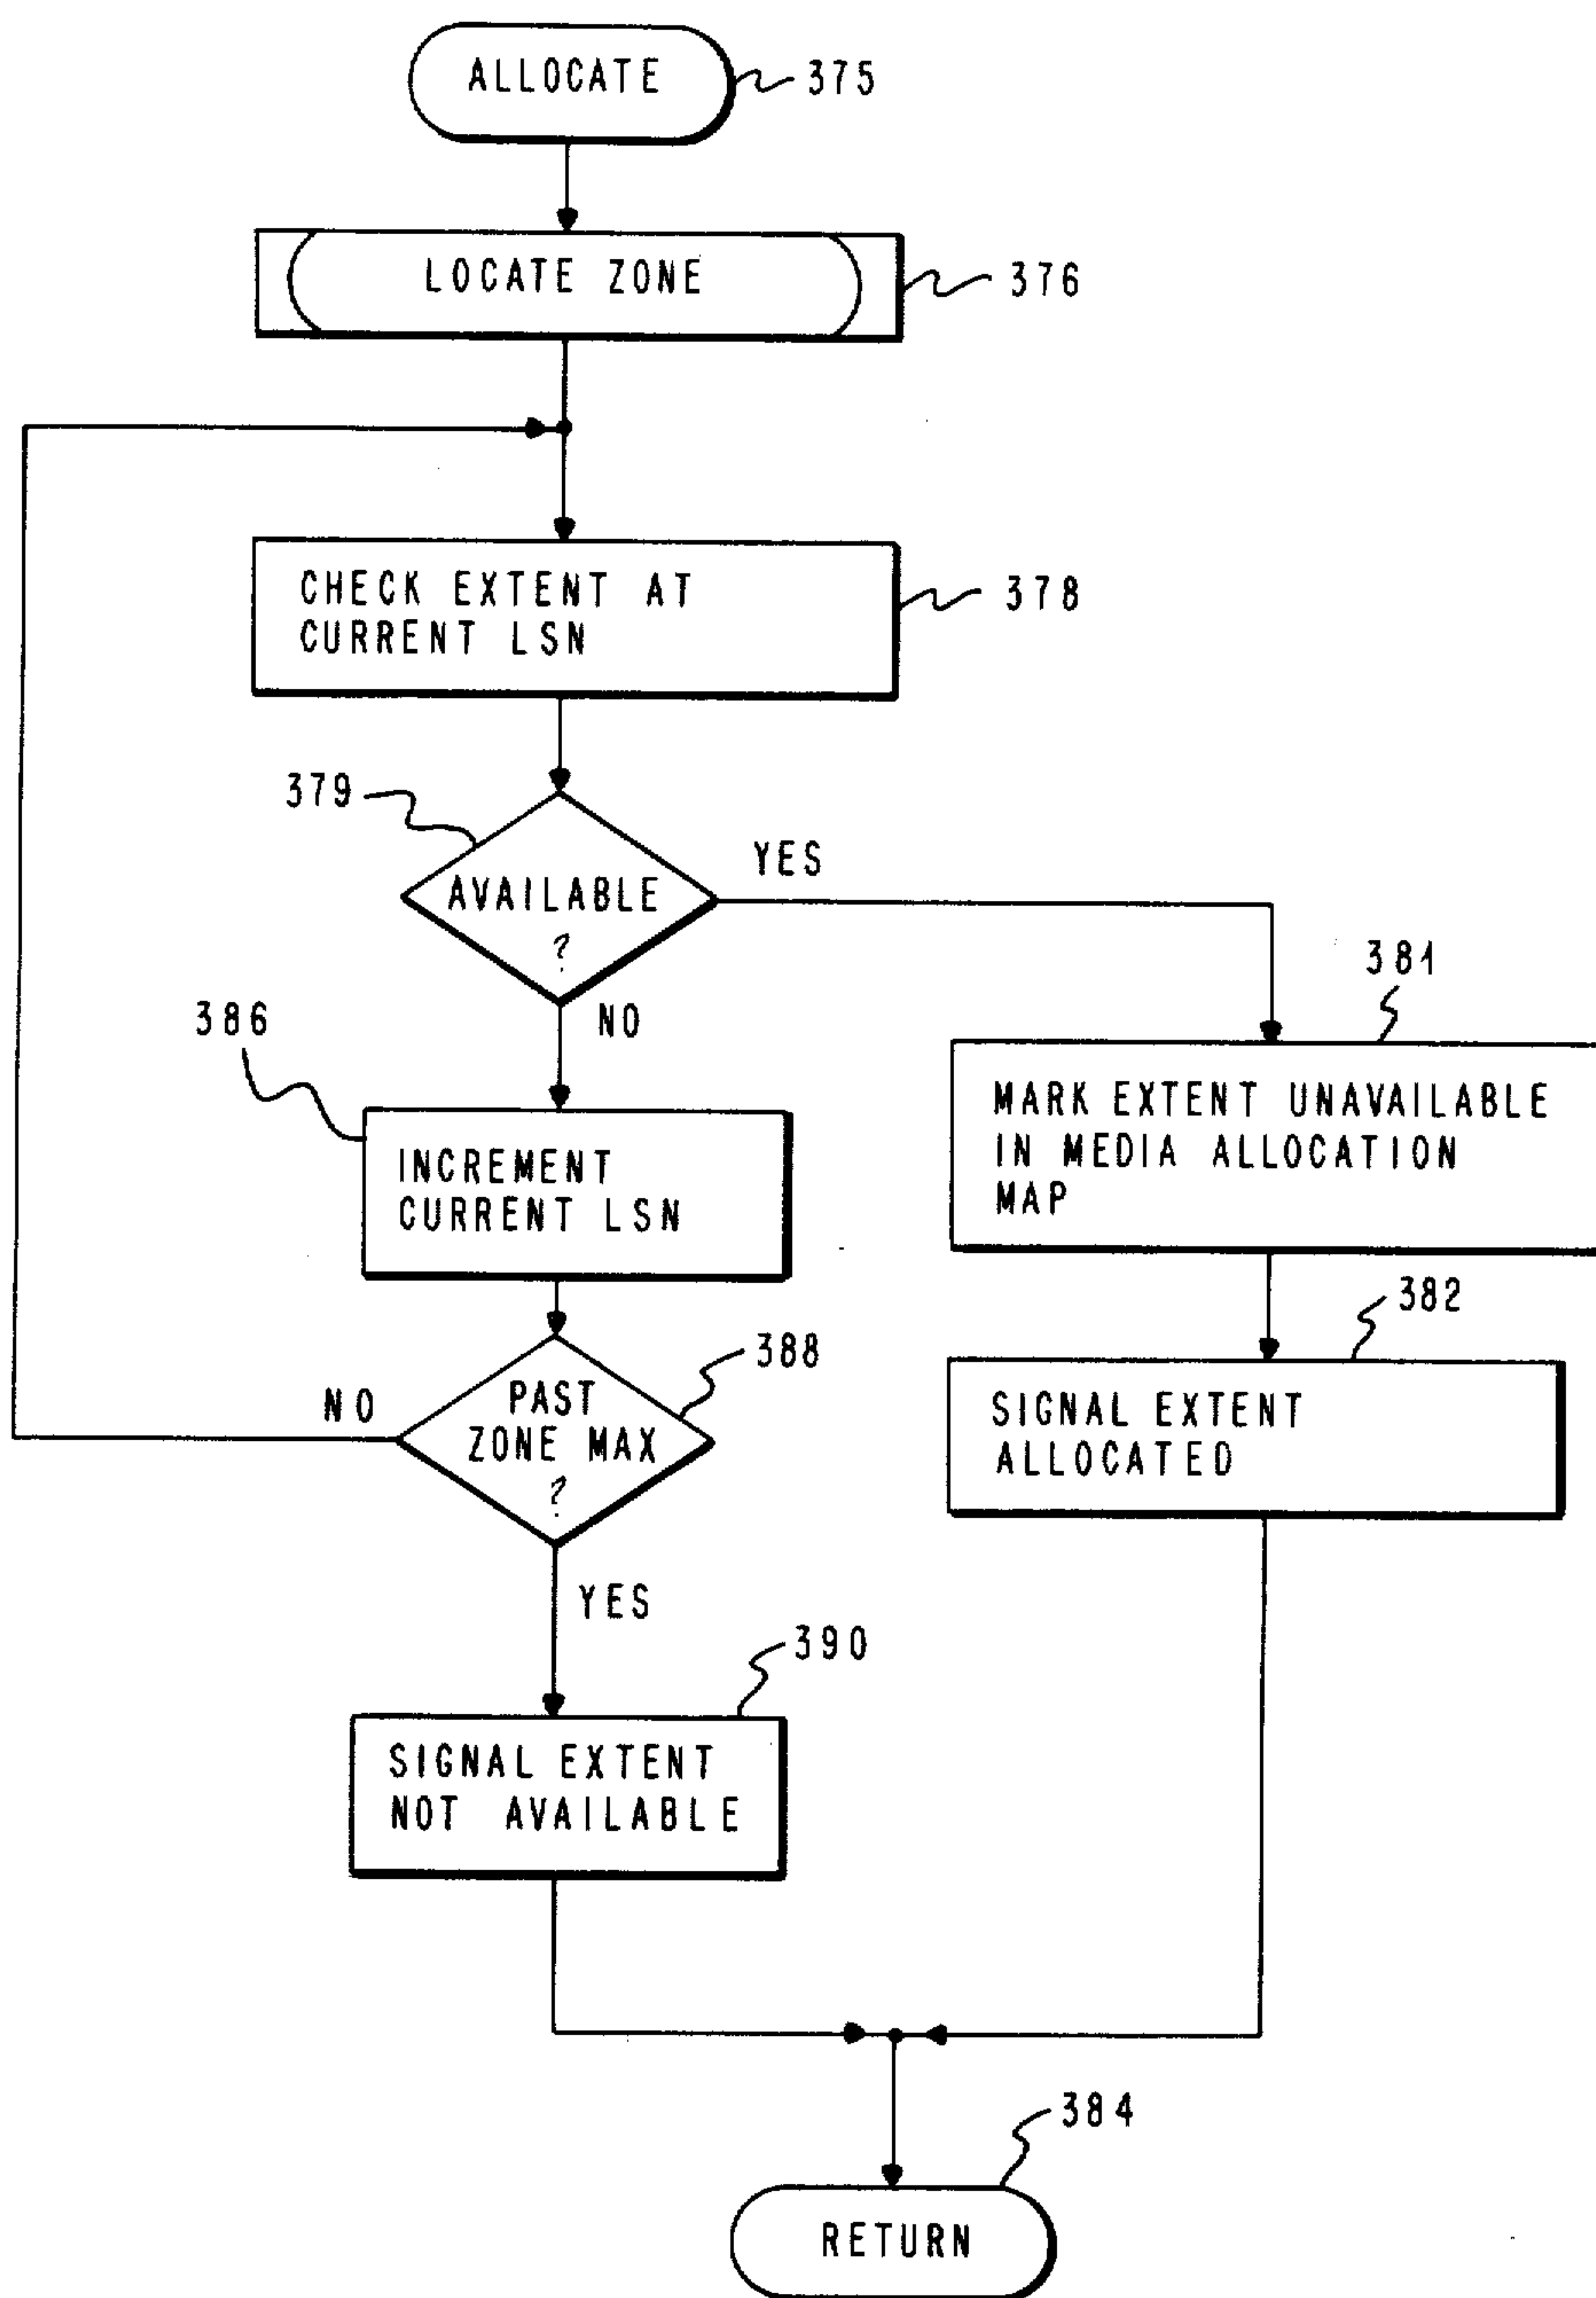 ALLOCATE
375
LOCATE ZONE
376
CHECK EXTENT AT
CURRENT LSN
378
379
AVAILABLE
?
YES
NO
381
MARK EXTENT UNAVAILABLE
IN MEDIA ALLOCATION
MAP
386
INCREMENT
CURRENT LSN
382
SIGNAL EXTENT
ALLOCATED
388
PAST
ZONE MAX
?
NO
YES
390
SIGNAL EXTENT
NOT AVAILABLE
384
RETURN